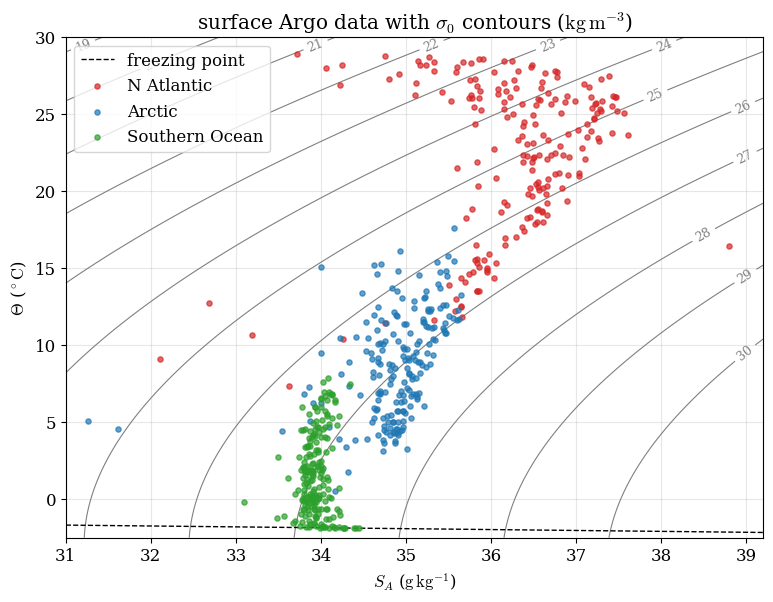 surface Argo data with σ₀ contours (kg m⁻³)
30
25
20
15
10
5
0
Θ (°C)
freezing point
N Atlantic
Arctic
Southern Ocean
19
21
22
23
24
25
26
27
28
29
30
31 32 33 34 35 36 37 38 39
S_A (g kg⁻¹)